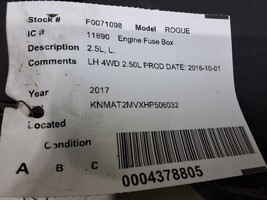 Stock # F0071098 Model ROGUE
IC # 11890 Engine Fuse Box
Description 2.5L, L.
Comments LH 4WD 2.50L PROD DATE: 2016-10-01
Year 2017
KNMAT2MVXHP506032
Located
Condition
A B C
0004378805